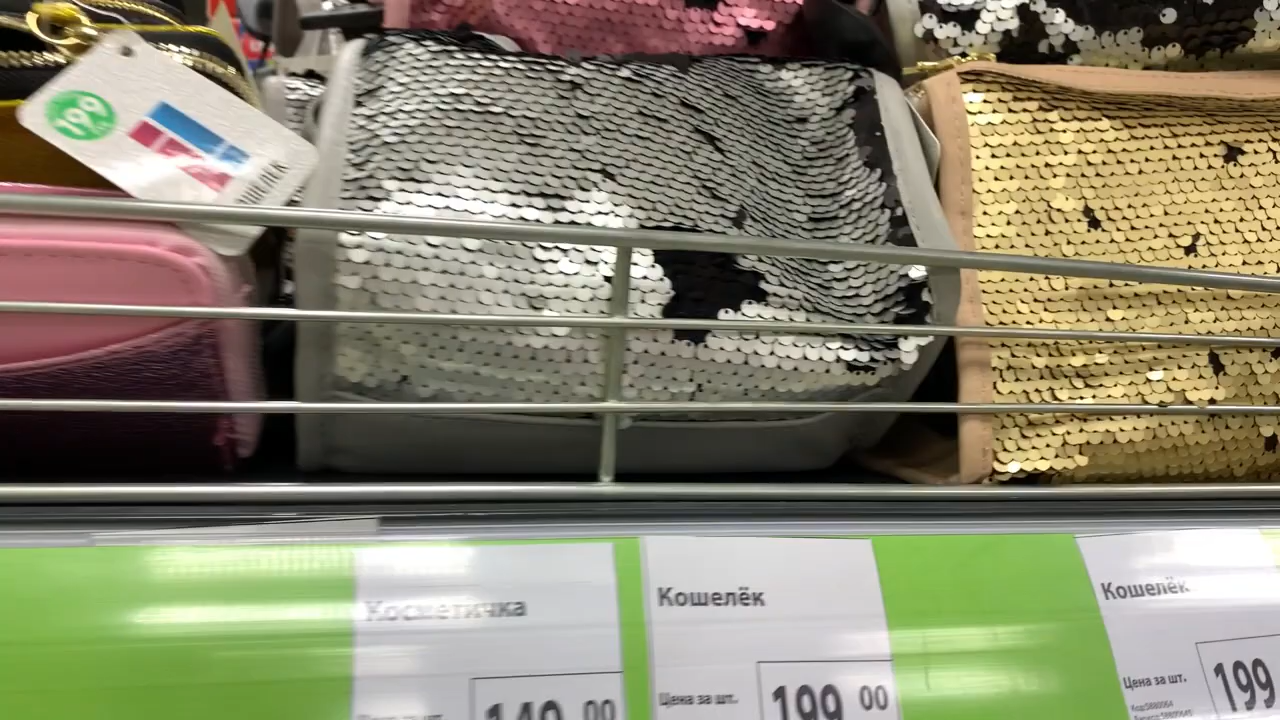 199
Косметичка
149 00
Кошелёк
Цена за шт.
199 00
Кошелёк
Цена за шт.
199